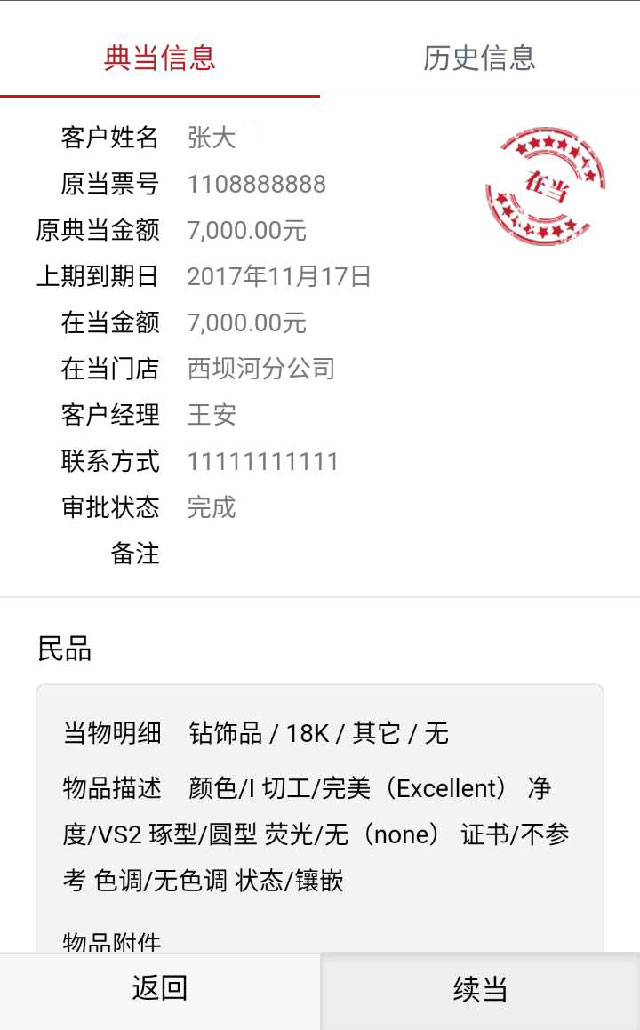 典当信息 历史信息
客户姓名 张大
在当
原当票号 1108888888
原典当金额 7,000.00元
上期到期日 2017年11月17日
在当金额 7,000.00元
在当门店 西坝河分公司
客户经理 王安
联系方式 11111111111
审批状态 完成
备注
民品
当物明细 钻饰品 / 18K / 其它 / 无
物品描述 颜色/I 切工/完美（Excellent） 净
度/VS2 琢型/圆型 荧光/无（none） 证书/不参
考 色调/无色调 状态/镶嵌
物品附件
返回 续当